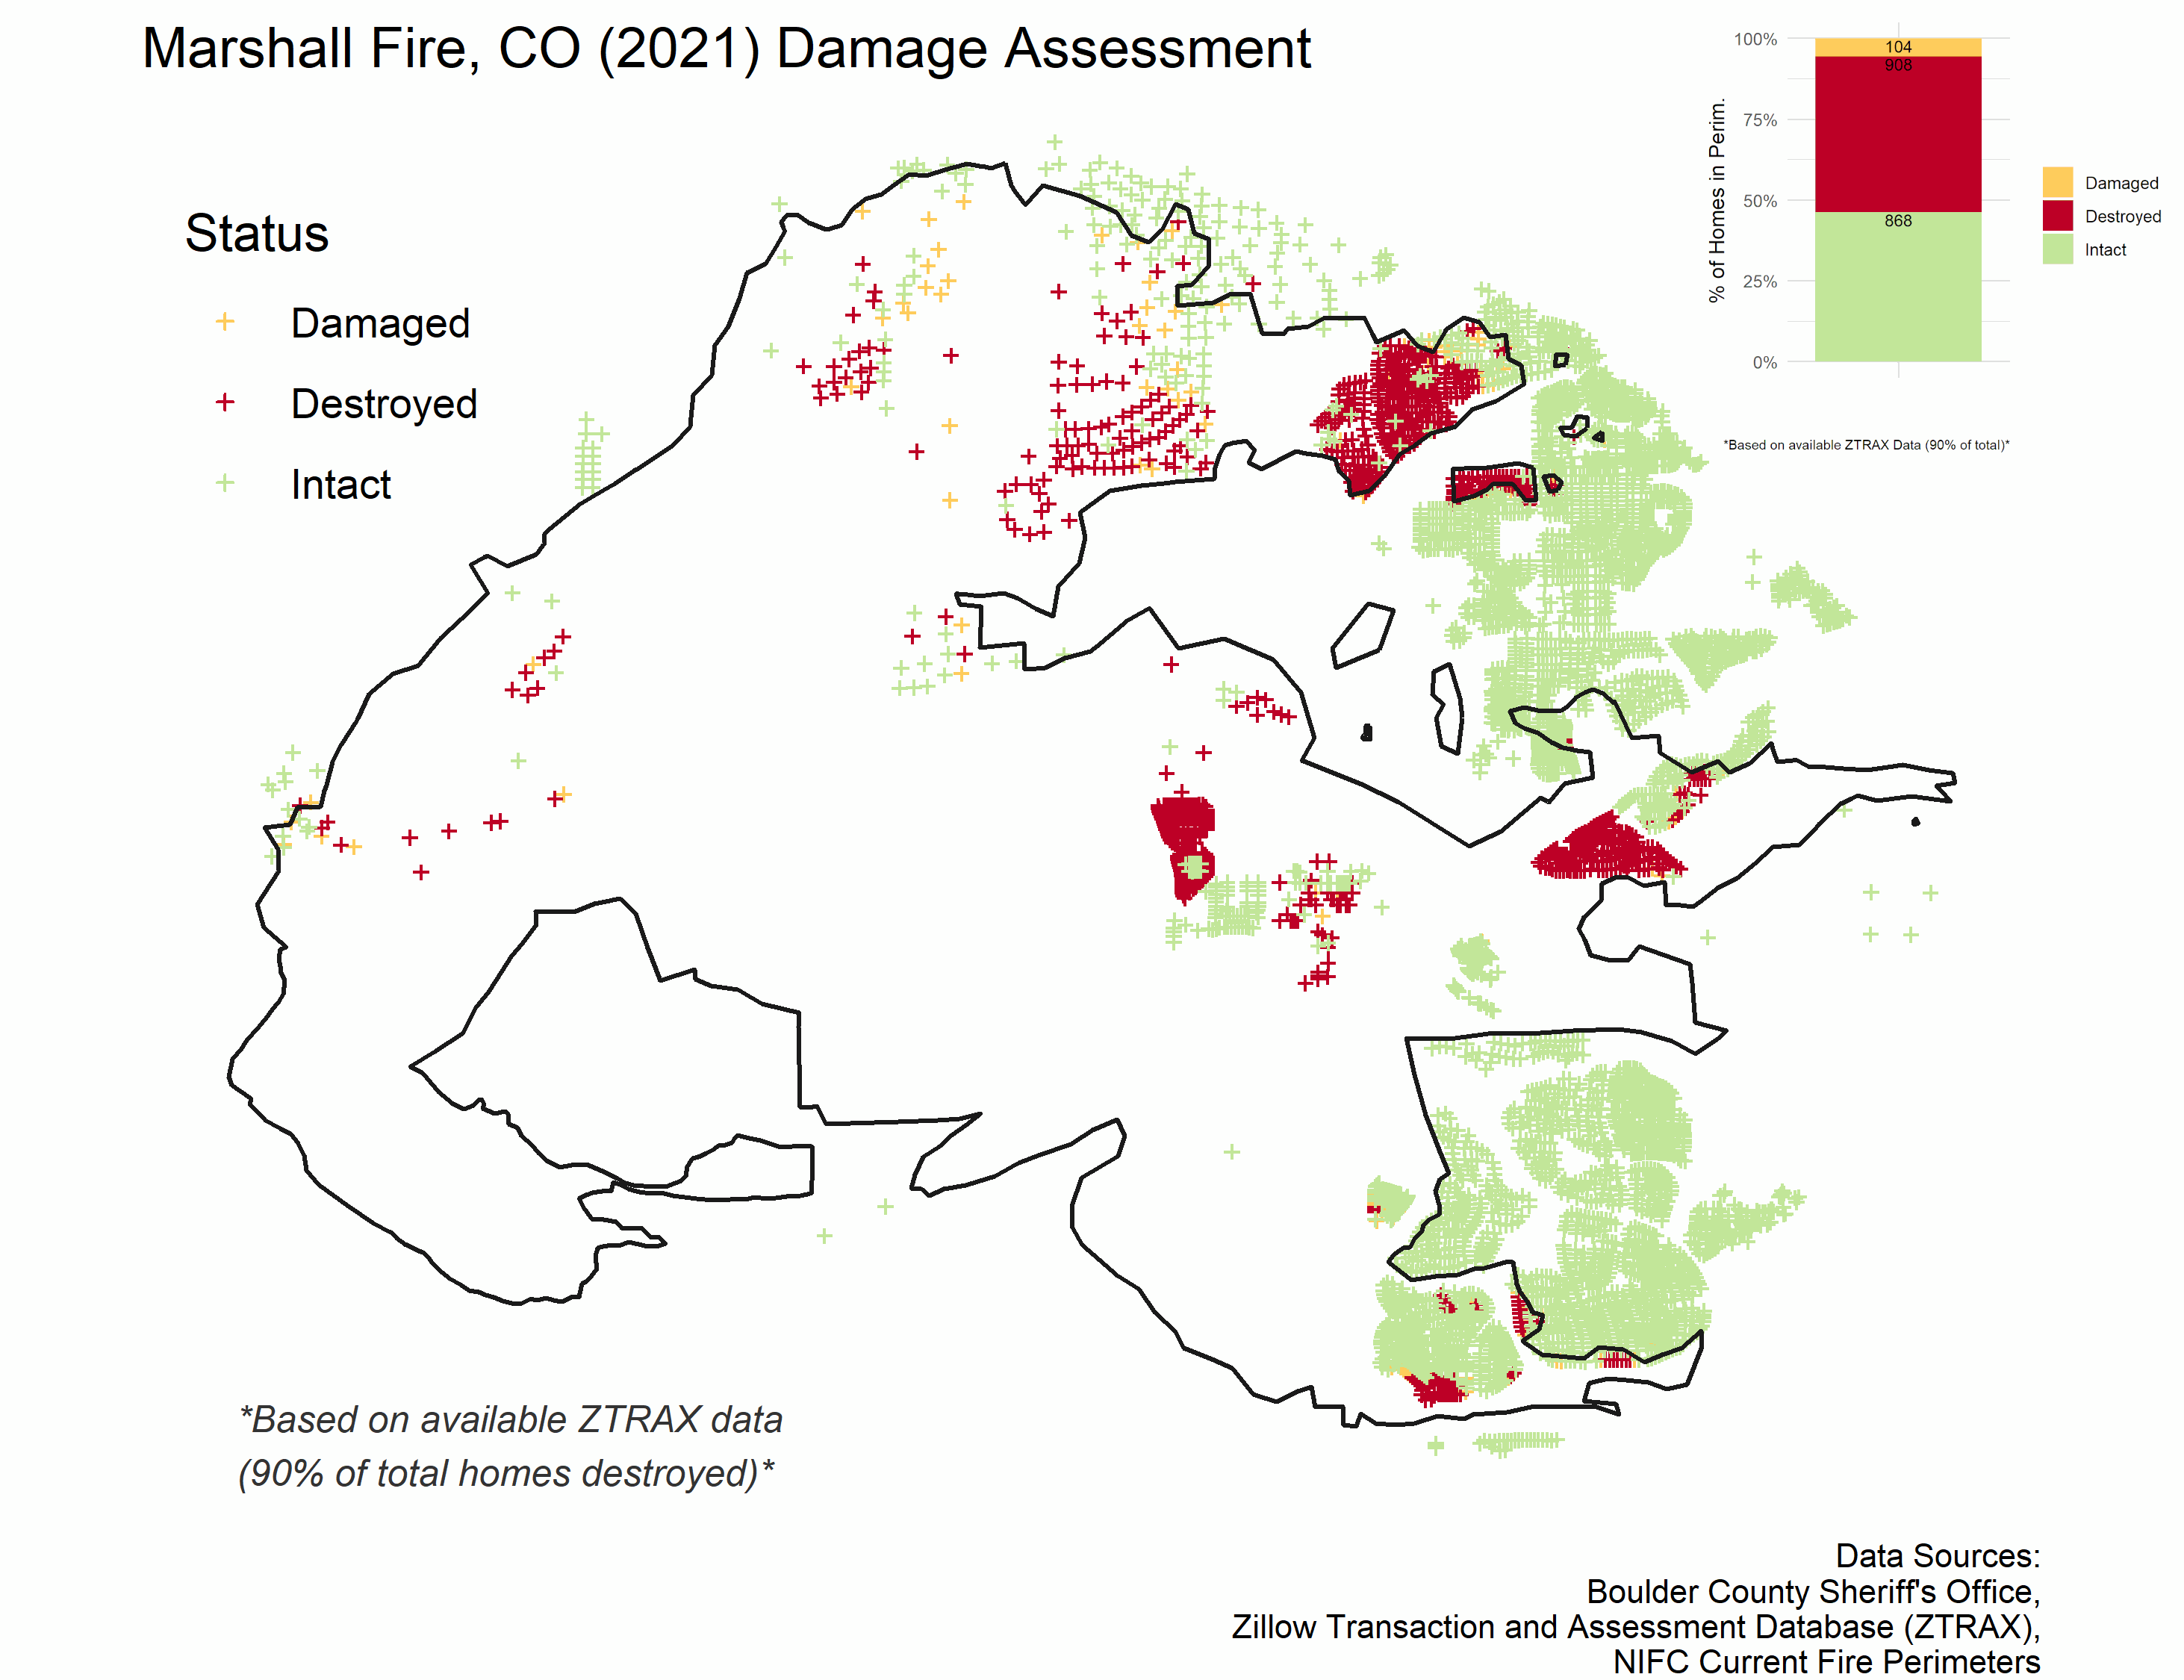 Marshall Fire, CO (2021) Damage Assessment
Status
Damaged
Destroyed
Intact
% of Homes in Perim.
100%
75%
50%
25%
0%
104
908
868
Damaged
Destroyed
Intact
*Based on available ZTRAX Data (90% of total)*
*Based on available ZTRAX data
(90% of total homes destroyed)*
Data Sources:
Boulder County Sheriff's Office,
Zillow Transaction and Assessment Database (ZTRAX),
NIFC Current Fire Perimeters